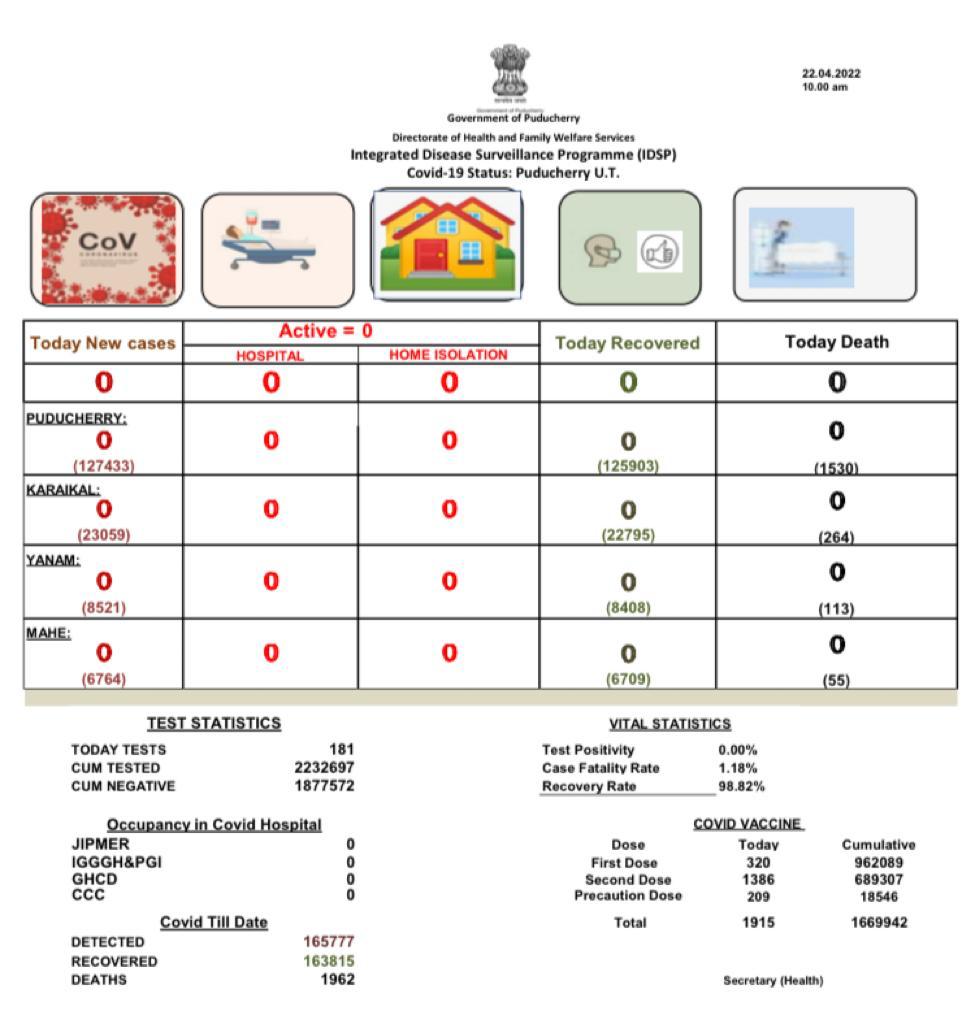 22.04.2022
10.00 am
सत्यमेव जयते
Government of Puducherry
Government of Puducherry
Directorate of Health and Family Welfare Services
Integrated Disease Surveillance Programme (IDSP)
Covid-19 Status: Puducherry U.T.
CoV
CORONAVIRUS
Today New cases
Active = 0
HOSPITAL
HOME ISOLATION
Today Recovered
Today Death
0 0 0 0 0
PUDUCHERRY:
0 0 0 0 0
(127433) (125903) (1530)
KARAIKAL:
0 0 0 0 0
(23059) (22795) (264)
YANAM:
0 0 0 0 0
(8521) (8408) (113)
MAHE:
0 0 0 0 0
(6764) (6709) (55)
TEST STATISTICS
TODAY TESTS 181
CUM TESTED 2232697
CUM NEGATIVE 1877572
VITAL STATISTICS
Test Positivity 0.00%
Case Fatality Rate 1.18%
Recovery Rate 98.82%
Occupancy in Covid Hospital
JIPMER 0
IGGGH&PGI 0
GHCD 0
CCC 0
COVID VACCINE
Dose Today Cumulative
First Dose 320 962089
Second Dose 1386 689307
Precaution Dose 209 18546
Total 1915 1669942
Covid Till Date
DETECTED 165777
RECOVERED 163815
DEATHS 1962
Secretary (Health)